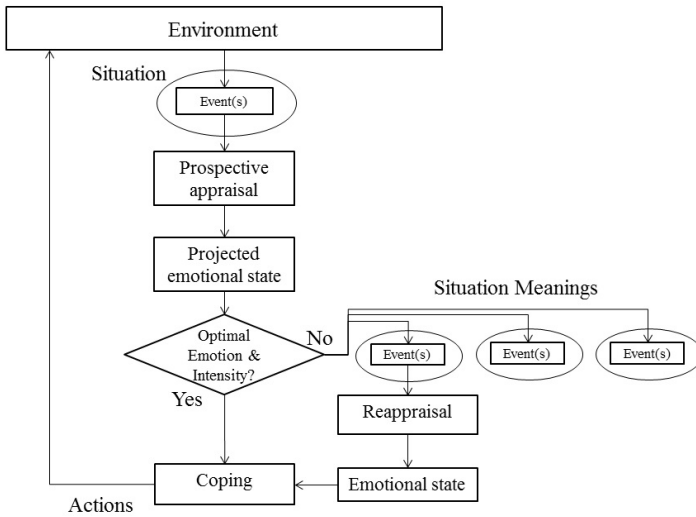 Environment
Situation
Event(s)
Prospective
appraisal
Projected
emotional state
Situation Meanings
Optimal
Emotion &
Intensity?
No
Event(s)
Event(s)
Event(s)
Yes
Reappraisal
Coping
Emotional state
Actions